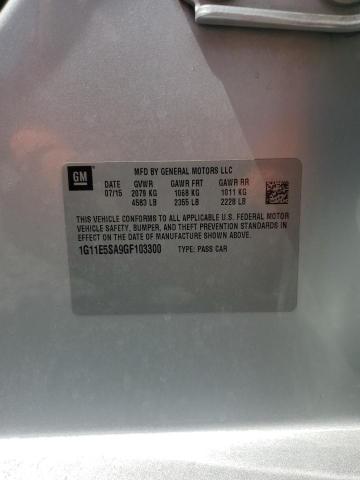 GM
MFD BY GENERAL MOTORS LLC
DATE GVWR GAWR FRT GAWR RR
07/15 2079 KG 1068 KG 1011 KG
4583 LB 2355 LB 2228 LB
THIS VEHICLE CONFORMS TO ALL APPLICABLE U.S. FEDERAL MOTOR
VEHICLE SAFETY, BUMPER, AND THEFT PREVENTION STANDARDS IN
EFFECT ON THE DATE OF MANUFACTURE SHOWN ABOVE.
1G11E5SA9GF103300 TYPE: PASS CAR